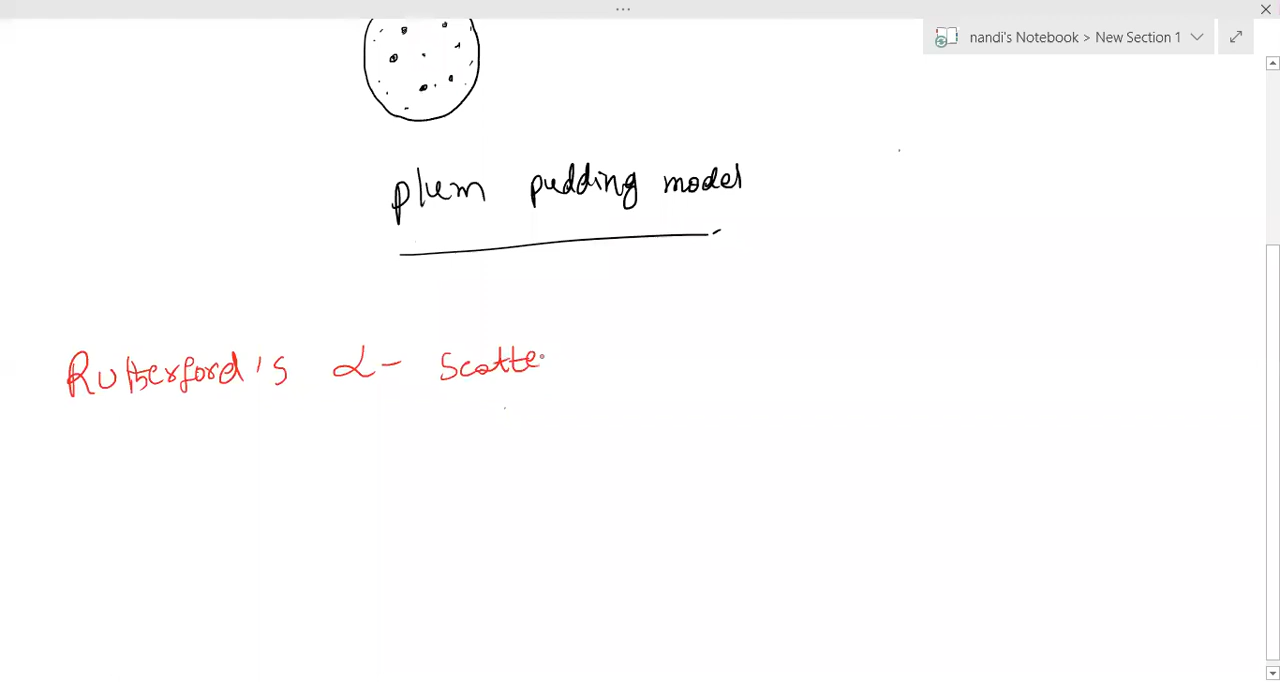 nandi's Notebook > New Section 1
plum pudding model
Rutherford's α- Scatte